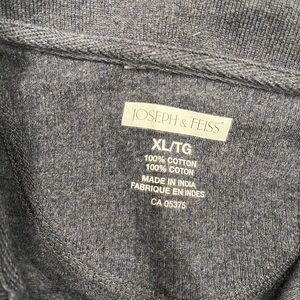 JOSEPH & FEISS
XL/TG
100% COTTON
100% COTON
MADE IN INDIA
FABRIQUE EN INDES
CA 05375